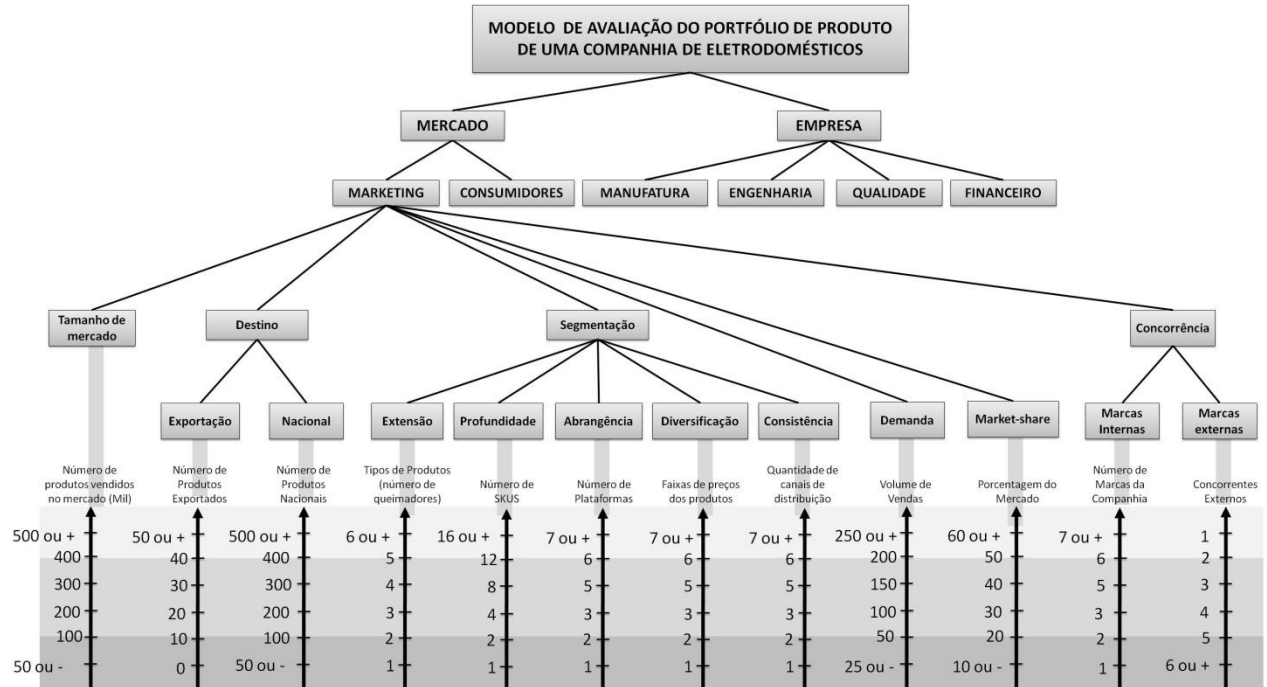 MODELO DE AVALIAÇÃO DO PORTFÓLIO DE PRODUTO
DE UMA COMPANHIA DE ELETRODOMÉSTICOS
MERCADO
EMPRESA
MARKETING
CONSUMIDORES
MANUFATURA
ENGENHARIA
QUALIDADE
FINANCEIRO
Tamanho de
mercado
Destino
Segmentação
Concorrência
Exportação
Nacional
Extensão
Profundidade
Abrangência
Diversificação
Consistência
Demanda
Market-share
Marcas
Internas
Marcas
externas
Número de
produtos vendidos
no mercado (Mil)
Número de
Produtos
Exportados
Número de
Produtos
Nacionais
Tipos de Produtos
(número de
queimadores)
Número de
SKUS
Número de
Plataformas
Faixas de preços
dos produtos
Quantidade de
canais de
distribuição
Volume de
Vendas
Porcentagem do
Mercado
Número de
Marcas da
Companhia
Concorrentes
Externos
500 ou +
400
300
200
100
50 ou -
50 ou +
40
30
20
10
0
500 ou +
400
300
200
100
50 ou -
6 ou +
5
4
3
2
1
16 ou +
12
8
4
2
1
7 ou +
6
5
3
2
1
7 ou +
6
5
3
2
1
7 ou +
6
5
3
2
1
250 ou +
200
150
100
50
25 ou -
60 ou +
50
40
30
20
10 ou -
7 ou +
6
5
3
2
1
1
2
3
4
5
6 ou +